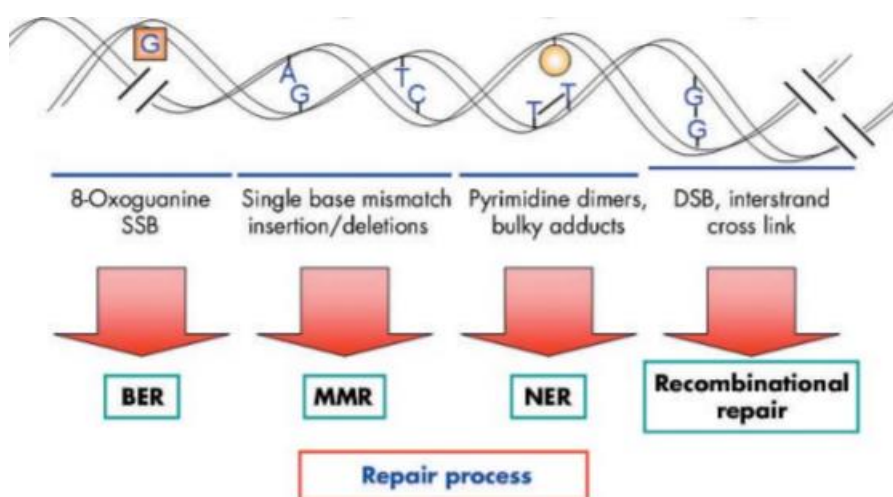 G
A
G
T
C
T
T
G
G
8-Oxoguanine
SSB
Single base mismatch
insertion/deletions
Pyrimidine dimers,
bulky adducts
DSB, interstrand
cross link
BER
MMR
NER
Recombinational
repair
Repair process